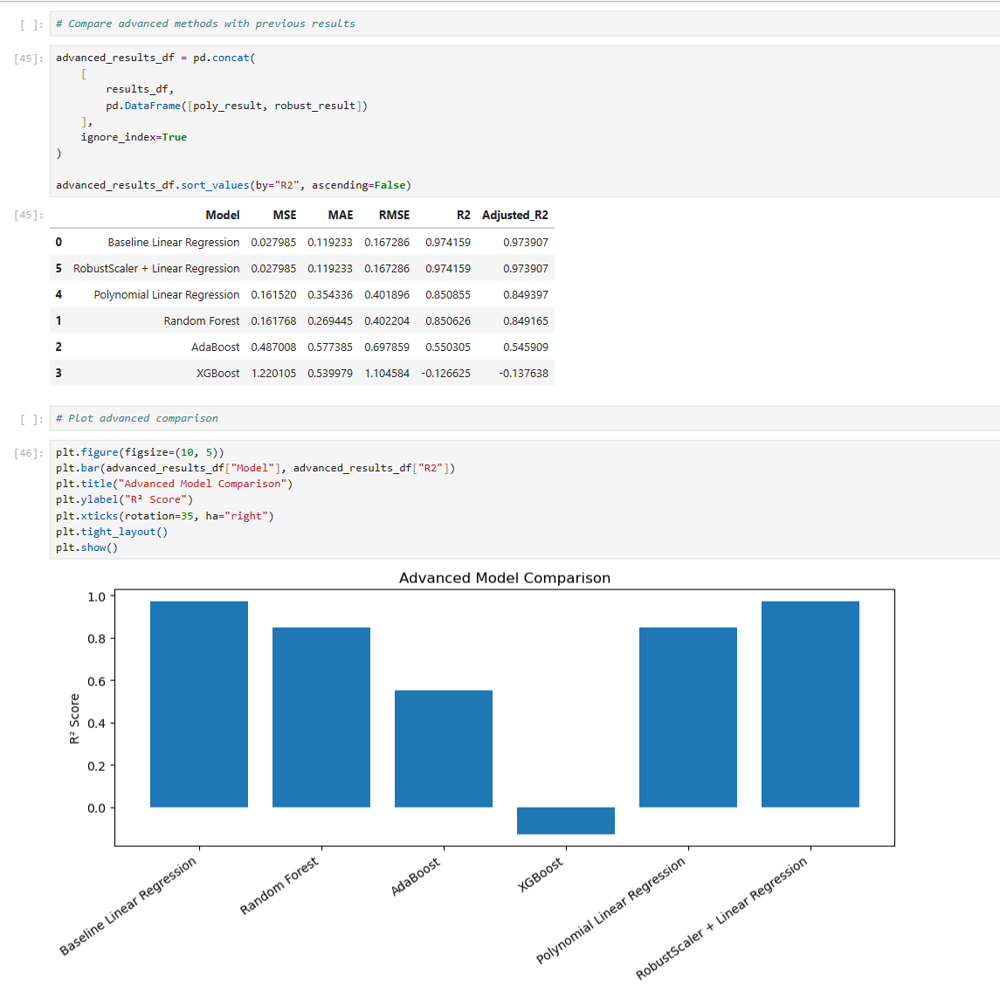 [ ]: # Compare advanced methods with previous results
[45]: advanced_results_df = pd.concat(
[
results_df,
pd.DataFrame([poly_result, robust_result])
],
ignore_index=True
)
advanced_results_df.sort_values(by="R2", ascending=False)
[45]: Model MSE MAE RMSE R2 Adjusted_R2
0 Baseline Linear Regression 0.027985 0.119233 0.167286 0.974159 0.973907
5 RobustScaler + Linear Regression 0.027985 0.119233 0.167286 0.974159 0.973907
4 Polynomial Linear Regression 0.161520 0.354336 0.401896 0.850855 0.849397
1 Random Forest 0.161768 0.269445 0.402204 0.850626 0.849165
2 AdaBoost 0.487008 0.577385 0.697859 0.550305 0.545909
3 XGBoost 1.220105 0.539979 1.104584 -0.126625 -0.137638
[ ]: # Plot advanced comparison
[46]: plt.figure(figsize=(10, 5))
plt.bar(advanced_results_df["Model"], advanced_results_df["R2"])
plt.title("Advanced Model Comparison")
plt.ylabel("R² Score")
plt.xticks(rotation=35, ha="right")
plt.tight_layout()
plt.show()
Advanced Model Comparison
R² Score
1.0
0.8
0.6
0.4
0.2
0.0
Baseline Linear Regression
Random Forest
AdaBoost
XGBoost
Polynomial Linear Regression
RobustScaler + Linear Regression